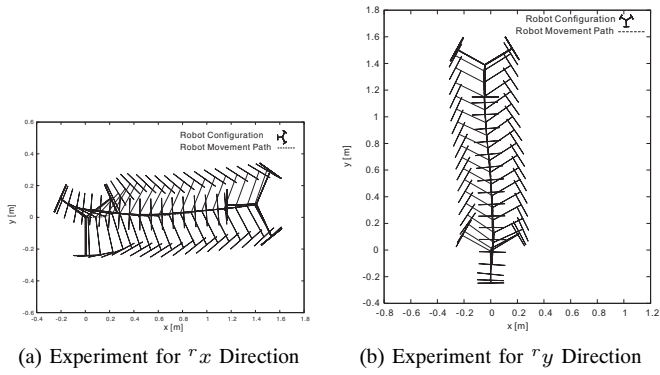 Robot Configuration
Robot Movement Path
0.6
0.4
0.2
0
-0.2
-0.4
-0.6
y [m]
-0.4 -0.2 0 0.2 0.4 0.6 0.8 1 1.2 1.4 1.6 1.8
x [m]
(a) Experiment for rx Direction
Robot Configuration
Robot Movement Path
1.8
1.6
1.4
1.2
1
0.8
0.6
0.4
0.2
0
-0.2
-0.4
y [m]
-0.8 -0.6 -0.4 -0.2 0 0.2 0.4 0.6 0.8 1 1.2
x [m]
(b) Experiment for ry Direction